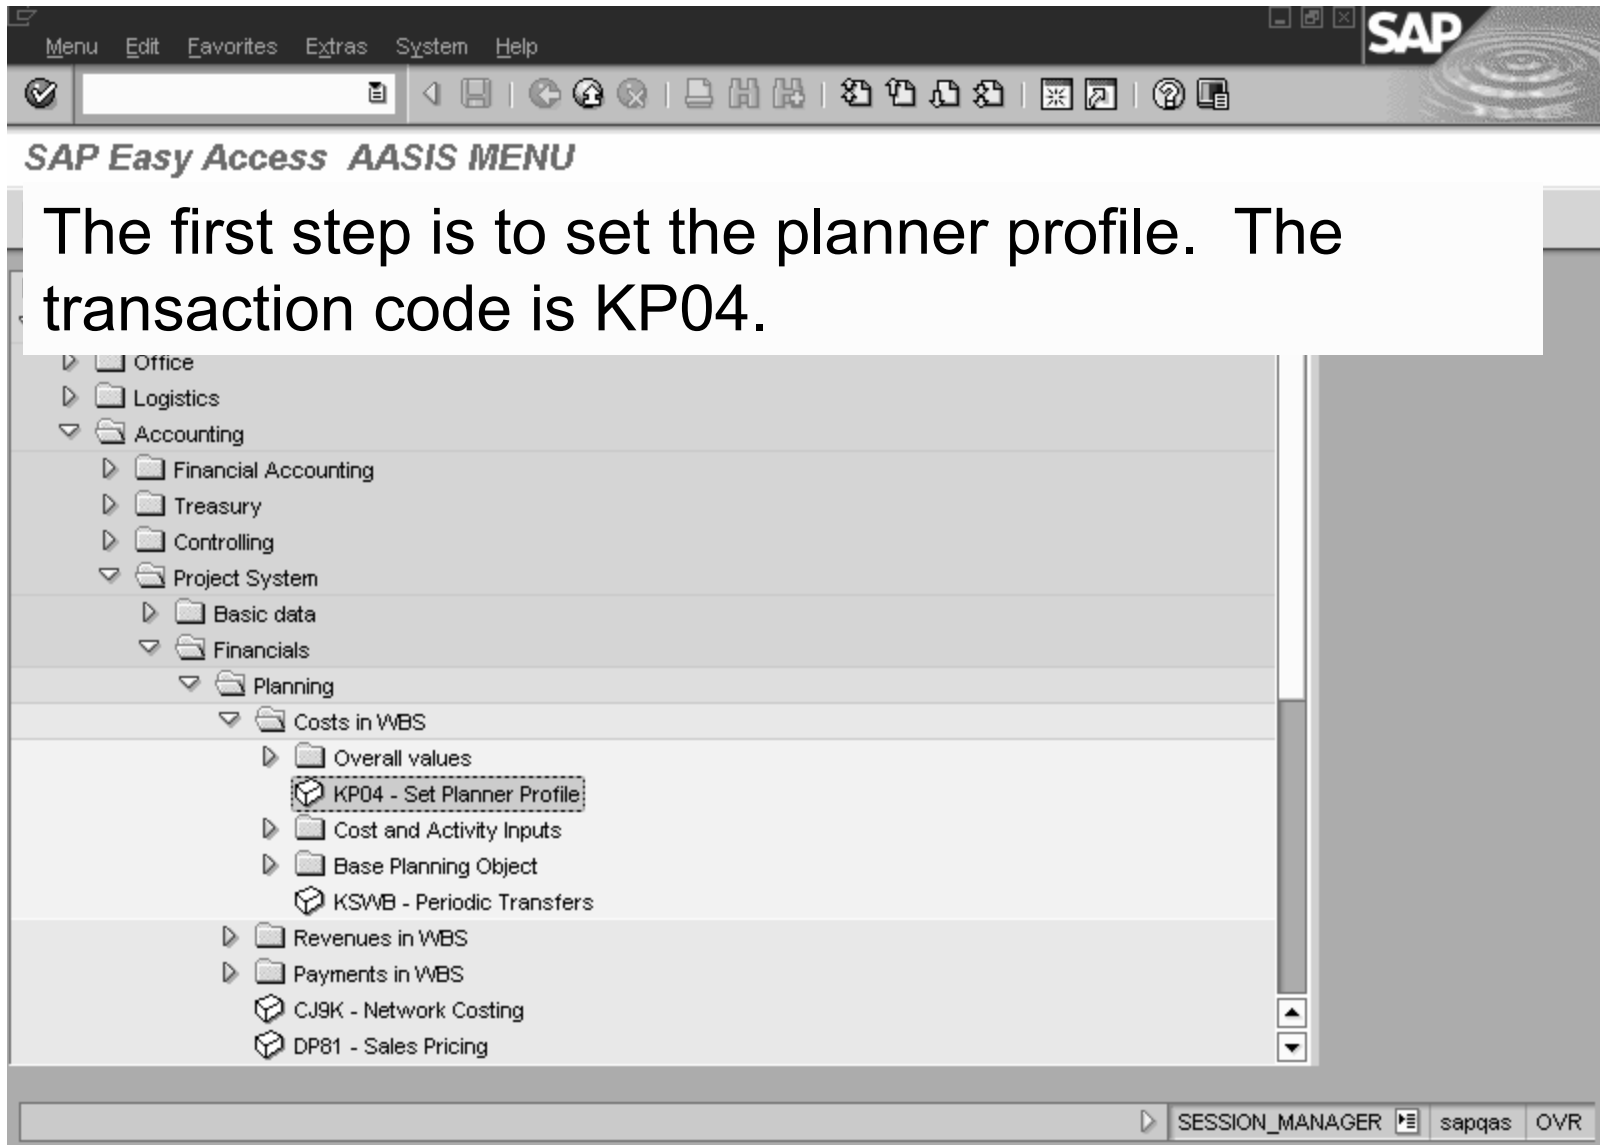 Menu Edit Favorites Extras System Help
SAP
SAP Easy Access AASIS MENU
The first step is to set the planner profile. The
transaction code is KP04.
Office
Logistics
Accounting
Financial Accounting
Treasury
Controlling
Project System
Basic data
Financials
Planning
Costs in WBS
Overall values
KP04 - Set Planner Profile
Cost and Activity Inputs
Base Planning Object
KSWB - Periodic Transfers
Revenues in WBS
Payments in WBS
CJ9K - Network Costing
DP81 - Sales Pricing
SESSION_MANAGER sapqas OVR